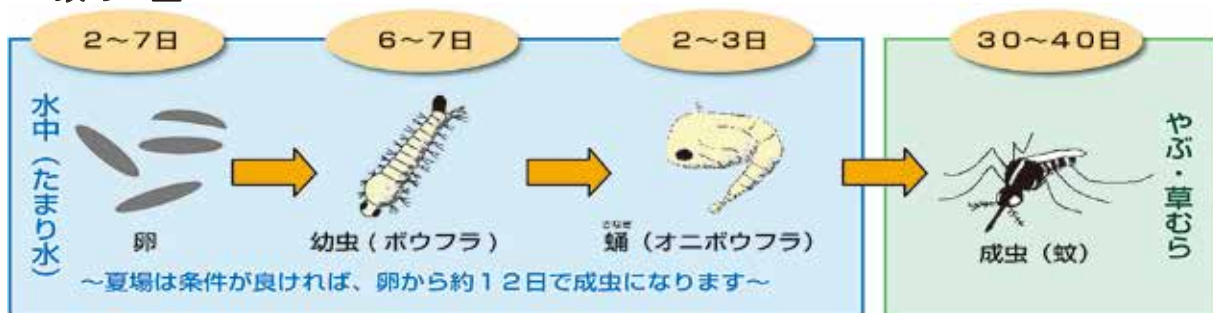 2～7日
6～7日
2～3日
30～40日
水中（たまり水）
卵
幼虫(ボウフラ)
さなぎ
蛹（オニボウフラ）
成虫（蚊）
やぶ・草むら
～夏場は条件が良ければ、卵から約１２日で成虫になります～